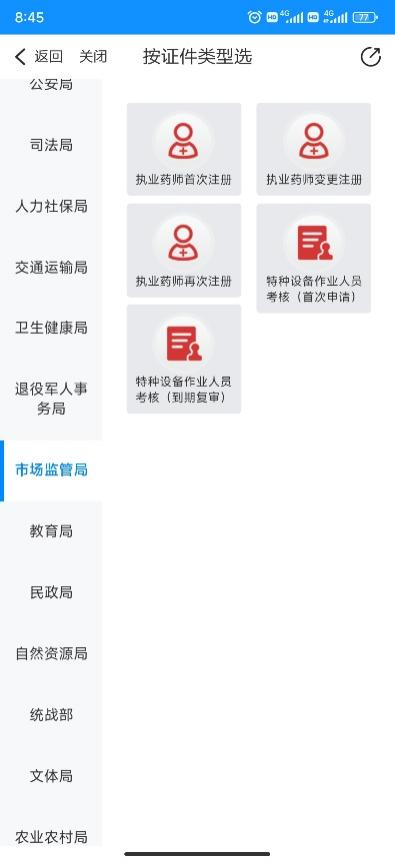 8:45
HD 4G HD 4G 77
返回 关闭 按证件类型选
公安局
司法局
人力社保局
交通运输局
卫生健康局
退役军人事
务局
市场监管局
教育局
民政局
自然资源局
统战部
文体局
农业农村局
执业药师首次注册
执业药师变更注册
执业药师再次注册
特种设备作业人员
考核（首次申请）
特种设备作业人员
考核（到期复审）